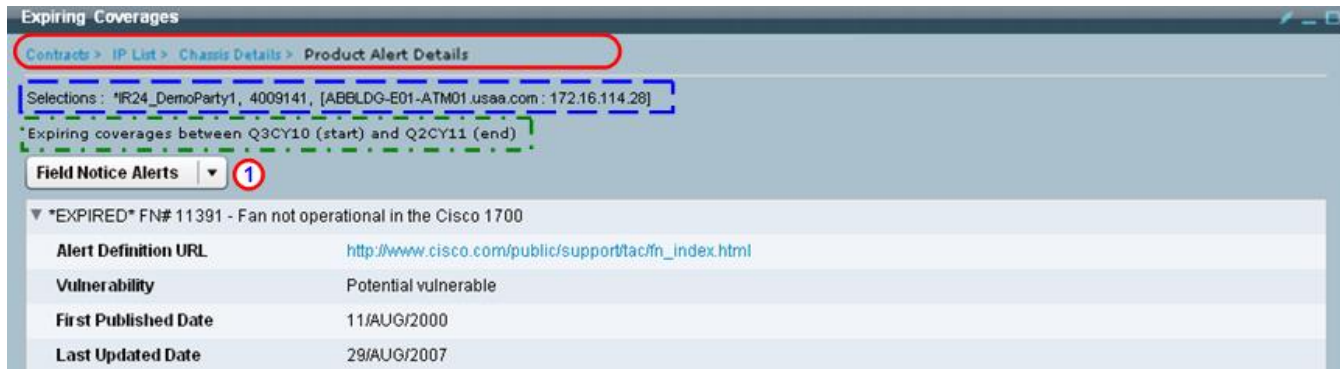 Expiring Coverages
Contracts > IP List > Chassis Details > Product Alert Details
Selections : *IR24_DemoParty1, 4009141, [ABBLDG-E01-ATM01.usaa.com : 172.16.114.28]
Expiring coverages between Q3CY10 (start) and Q2CY11 (end)
Field Notice Alerts 1
*EXPIRED* FN# 11391 - Fan not operational in the Cisco 1700
Alert Definition URL http://www.cisco.com/public/support/tac/fn_index.html
Vulnerability Potential vulnerable
First Published Date 11/AUG/2000
Last Updated Date 29/AUG/2007